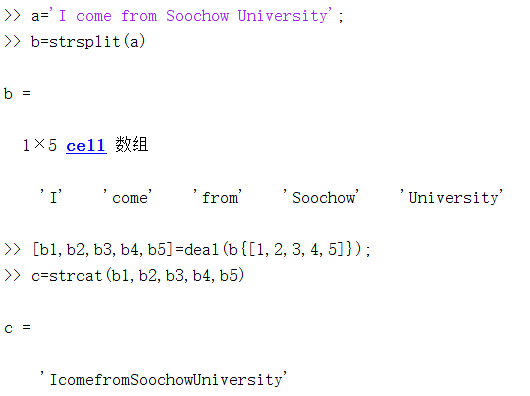 >> a='I come from Soochow University';
>> b=strsplit(a)
b =
1×5 cell 数组
'I' 'come' 'from' 'Soochow' 'University'
>> [b1,b2,b3,b4,b5]=deal(b{[1,2,3,4,5]});
>> c=strcat(b1,b2,b3,b4,b5)
c =
'IcomefromSoochowUniversity'